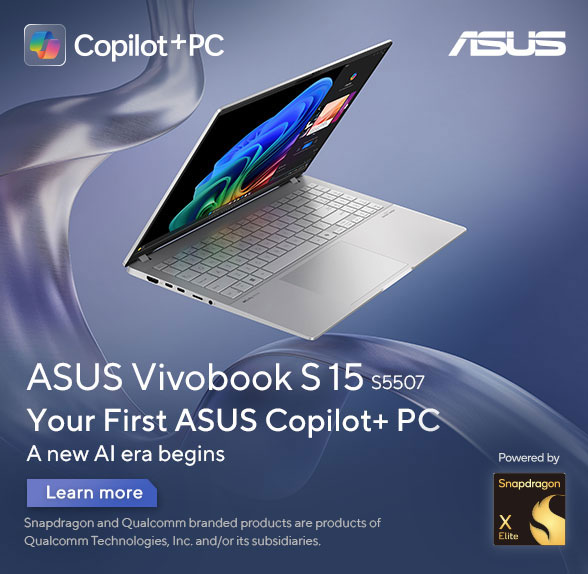 Copilot+PC
ASUS
ASUS Vivobook S 15 S5507
Your First ASUS Copilot+ PC
A new AI era begins
Learn more
Powered by
Snapdragon
X
Elite
Snapdragon and Qualcomm branded products are products of
Qualcomm Technologies, Inc. and/or its subsidiaries.